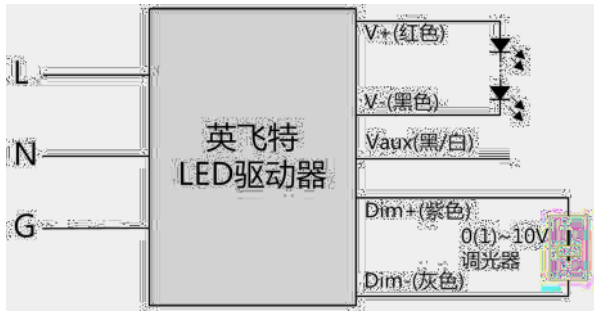 V+(红色)
L
V-(黑色)
英飞特
LED驱动器
Vaux(黑/白)
N
Dim+(紫色)
G
0(1)~10V
调光器
Dim-(灰色)